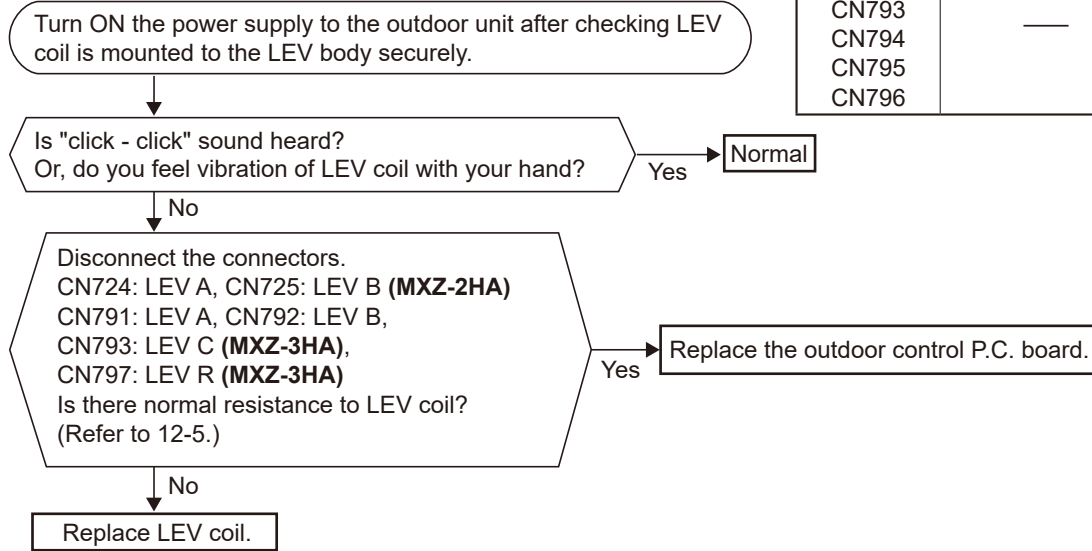 Turn ON the power supply to the outdoor unit after checking LEV
coil is mounted to the LEV body securely.
CN793
CN794
CN795
CN796
Is "click - click" sound heard?
Or, do you feel vibration of LEV coil with your hand?
Yes
Normal
No
Disconnect the connectors.
CN724: LEV A, CN725: LEV B (MXZ-2HA)
CN791: LEV A, CN792: LEV B,
CN793: LEV C (MXZ-3HA),
CN797: LEV R (MXZ-3HA)
Is there normal resistance to LEV coil?
(Refer to 12-5.)
Yes
Replace the outdoor control P.C. board.
No
Replace LEV coil.